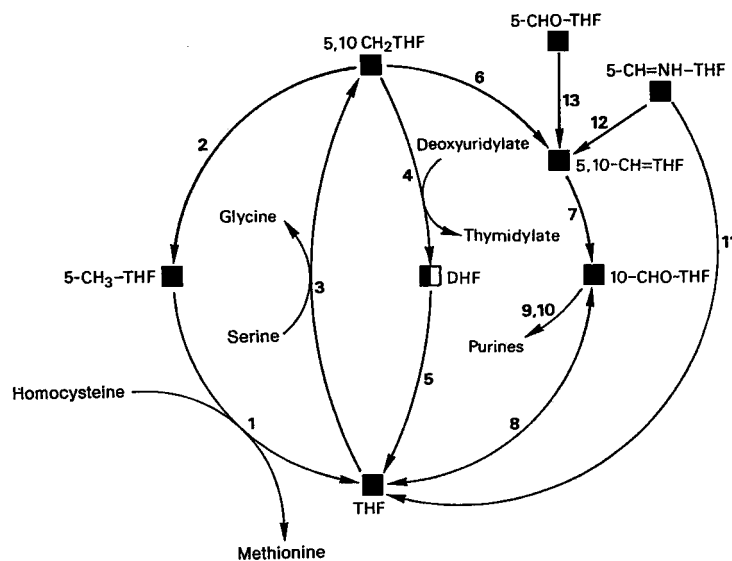 5-CHO-THF
5,10 CH₂THF
5-CH=NH-THF
6
13
12
2
Deoxyuridylate
5,10-CH=THF
4
7
Glycine
Thymidylate
11
5-CH₃-THF
DHF
10-CHO-THF
3
9,10
Serine
Purines
5
Homocysteine
1
8
THF
Methionine